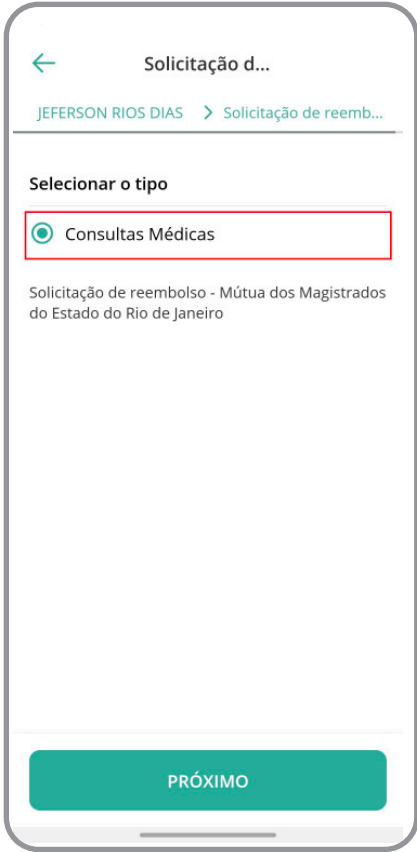 Solicitação d...
JEFERSON RIOS DIAS > Solicitação de reemb...
Selecionar o tipo
Consultas Médicas
Solicitação de reembolso - Mútua dos Magistrados
do Estado do Rio de Janeiro
PRÓXIMO